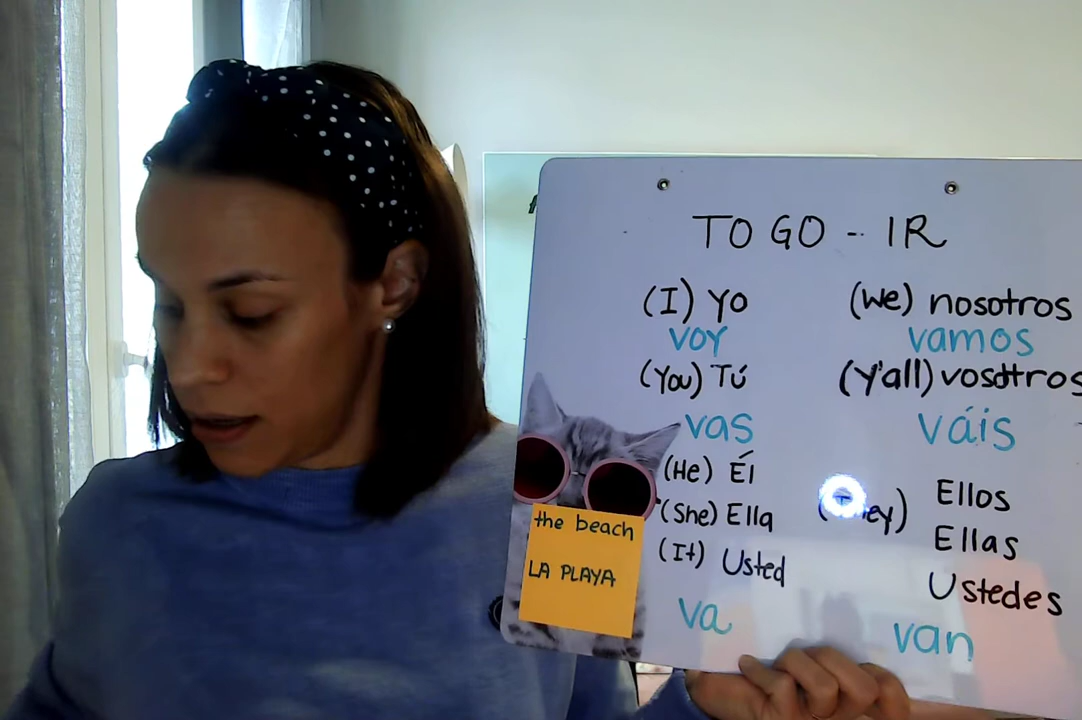 TO GO - IR
(I) Yo
voy
(You) Tú
vas
(He) Él
(She) Ella
(It) Usted
va
(we) nosotros
vamos
(Y'all) vosotros
váis
Ellos
Ellas
Ustedes
van
the beach
LA PLAYA